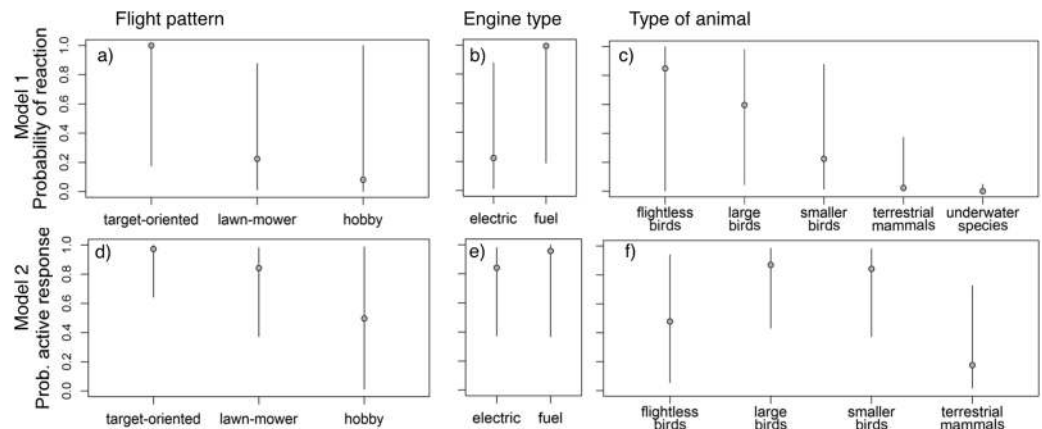 Flight pattern
Engine type
Type of animal
Model 1
Probability of reaction
0.0 0.2 0.4 0.6 0.8 1.0
a)
b)
c)
target-oriented
lawn-mower
hobby
electric
fuel
flightless
birds
large
birds
smaller
birds
terrestrial
mammals
underwater
species
Model 2
Prob. active response
0.0 0.2 0.4 0.6 0.8 1.0
d)
e)
f)
target-oriented
lawn-mower
hobby
electric
fuel
flightless
birds
large
birds
smaller
birds
terrestrial
mammals